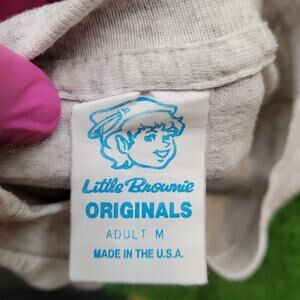 Little Brownie
ORIGINALS
ADULT M
MADE IN THE U.S.A.